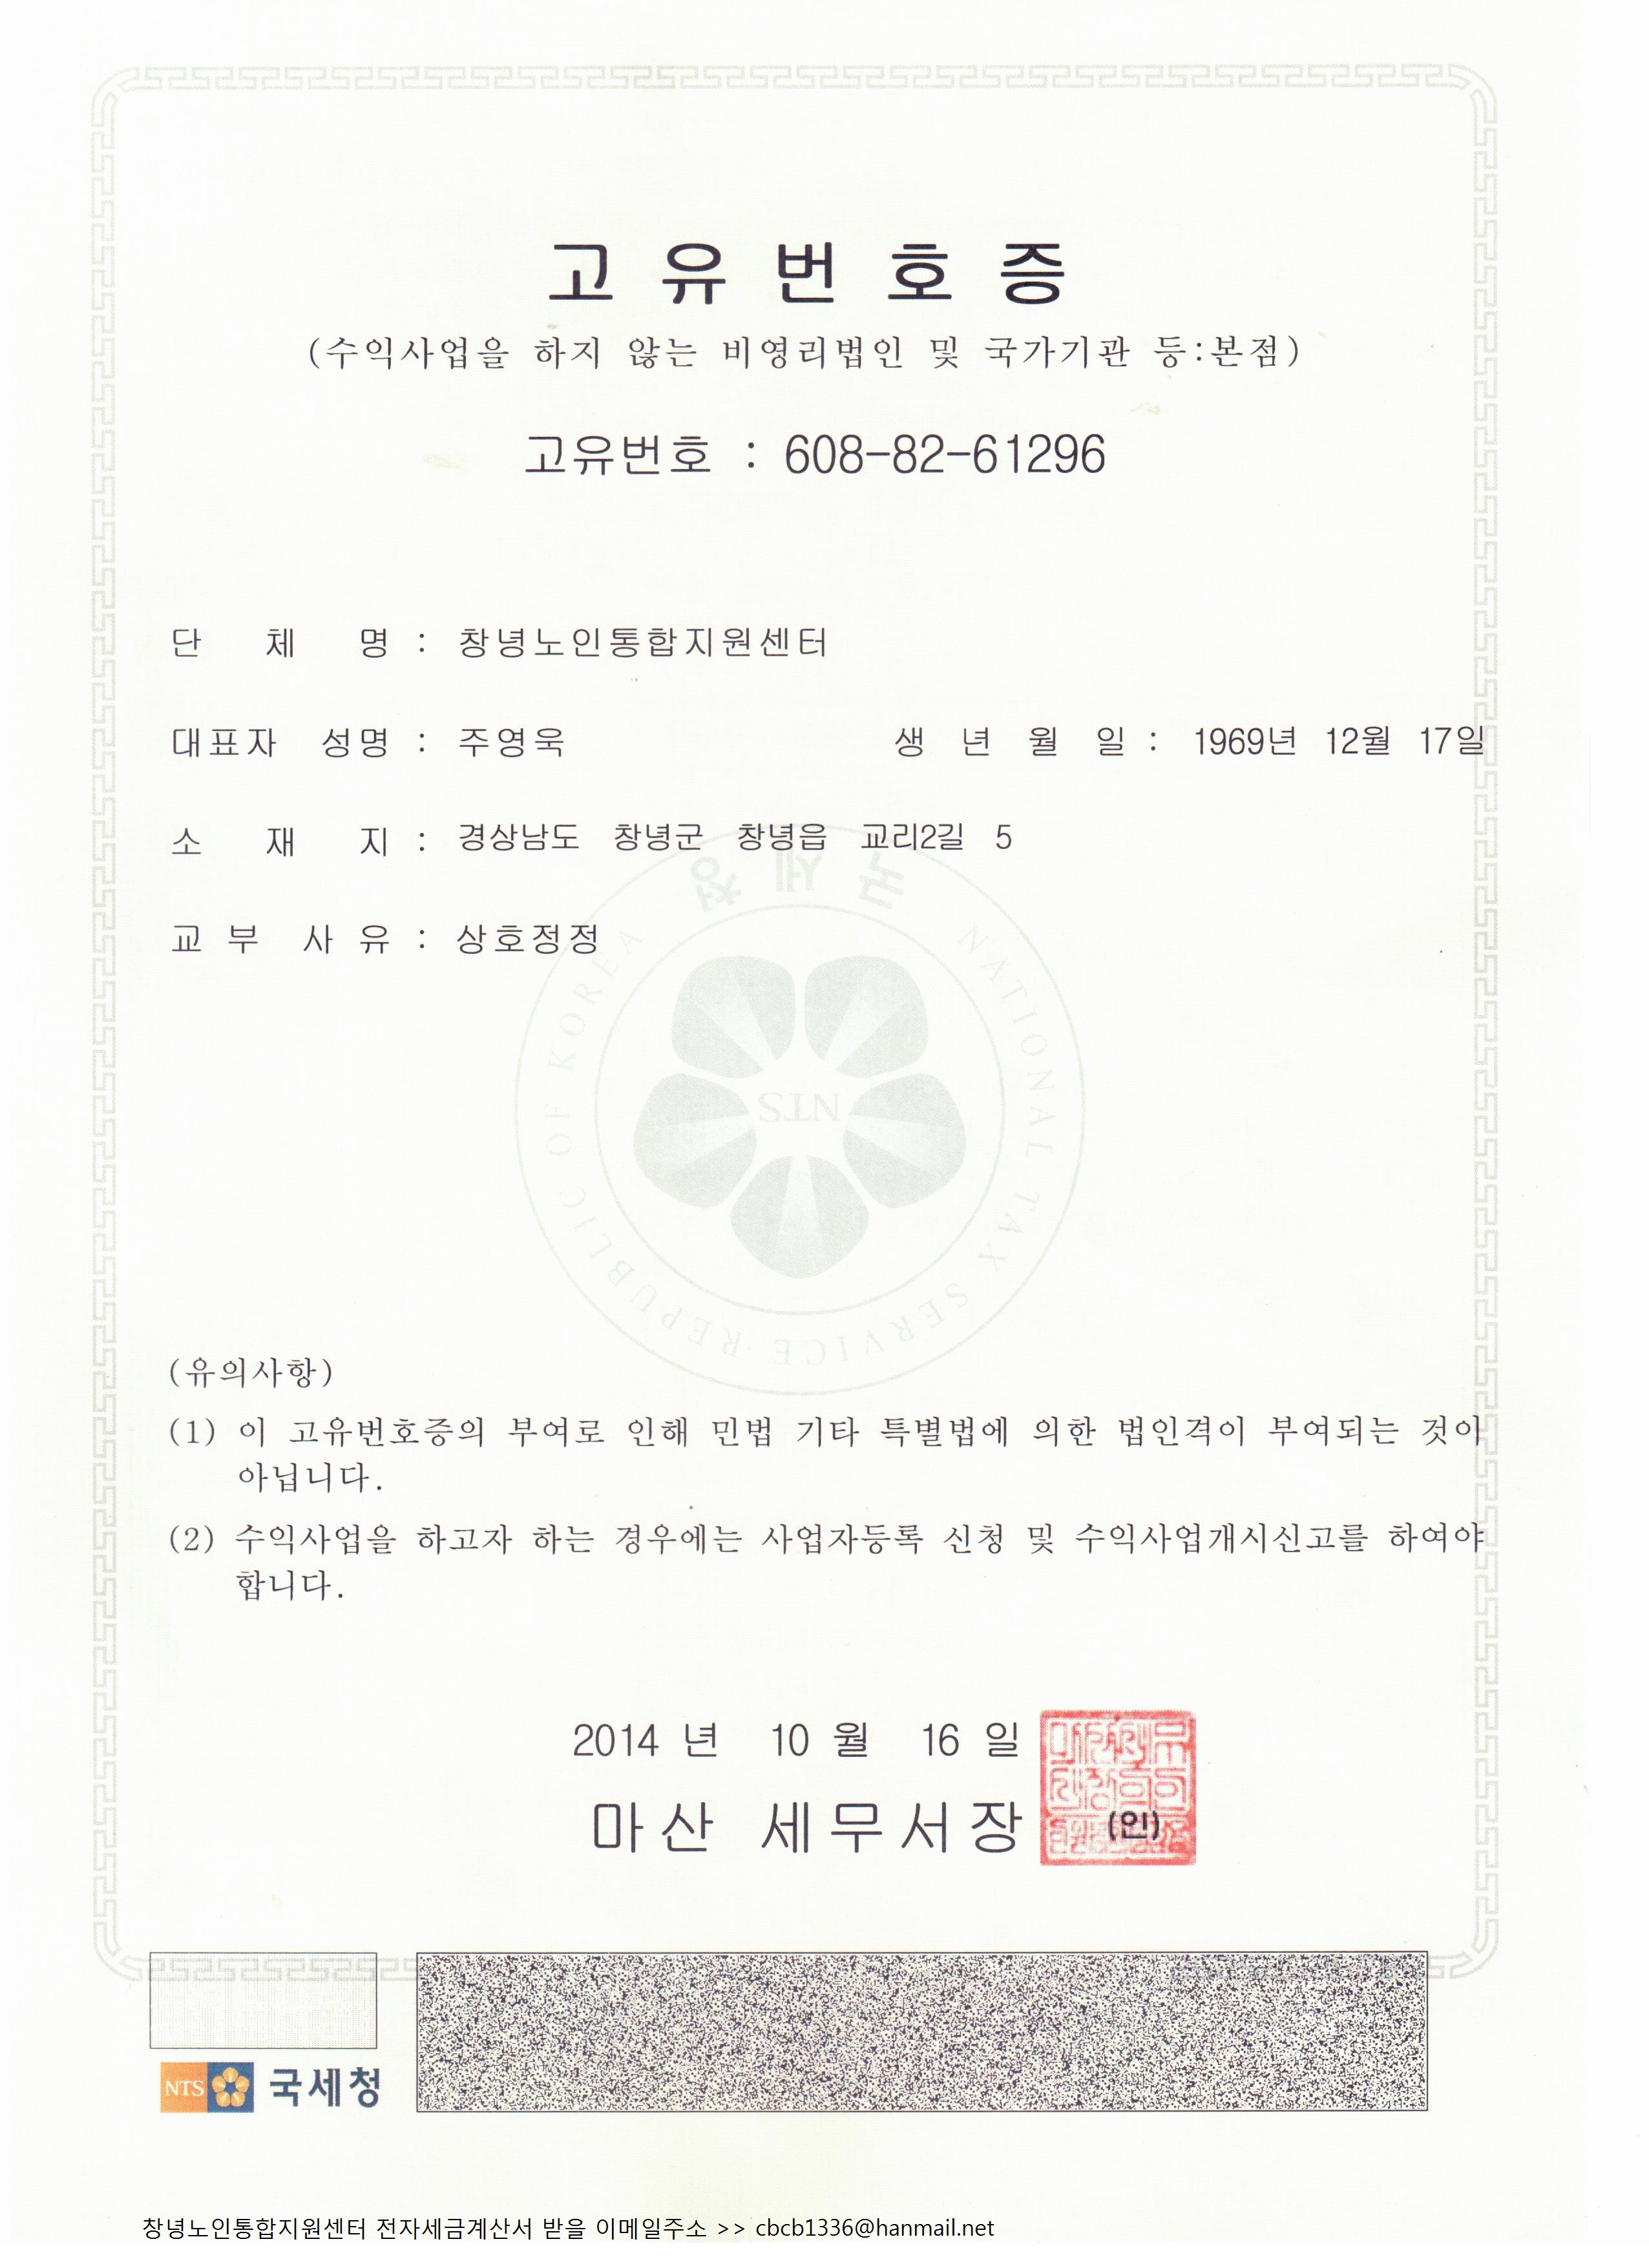 고유번호증
(수익사업을 하지 않는 비영리법인 및 국가기관 등:본점)
고유번호 : 608-82-61296
단 체 명 : 창녕노인통합지원센터
대표자 성명 : 주영욱 생 년 월 일 : 1969년 12월 17일
소 재 지 : 경상남도 창녕군 창녕읍 교리2길 5
교 부 사 유 : 상호정정
국세청
NATIONAL TAX SERVICE · REPUBLIC OF KOREA
NTS
(유의사항)
(1) 이 고유번호증의 부여로 인해 민법 기타 특별법에 의한 법인격이 부여되는 것이
아닙니다.
(2) 수익사업을 하고자 하는 경우에는 사업자등록 신청 및 수익사업개시신고를 하여야
합니다.
2014 년 10 월 16 일
마산 세무서장 (인)
NTS 국세청
창녕노인통합지원센터 전자세금계산서 받을 이메일주소 >> cbcb1336@hanmail.net